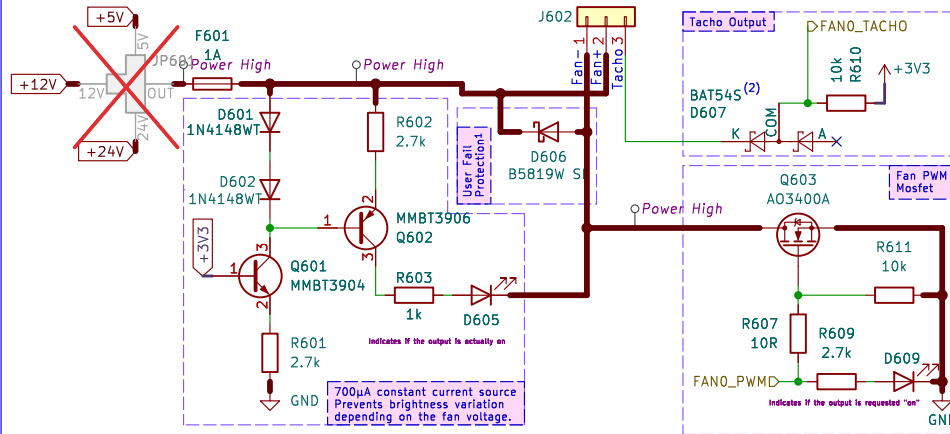 +5V
5V
JP601
+12V
12V
OUT
24V
+24V
F601
1A
Power High
Power High
J602
1
2
3
Fan-
Fan+
Tacho
D601
1N4148WT
D602
1N4148WT
R602
2.7k
User Fail
Protection1
D606
B5819W S
+3V3
1
3
2
Q601
MMBT3904
1
2
3
MMBT3906
Q602
R603
1k
D605
Indicates if the output is actually on
R601
2.7k
GND
700µA constant current source
Prevents brightness variation
depending on the fan voltage.
Tacho Output
FAN0_TACHO
10k
R610
+3V3
BAT54S(2)
D607
K
COM
A
Power High
Q603
AO3400A
Fan PWM
Mosfet
R611
10k
R607
10R
R609
2.7k
D609
FAN0_PWM
Indicates if the output is requested "on"
GN